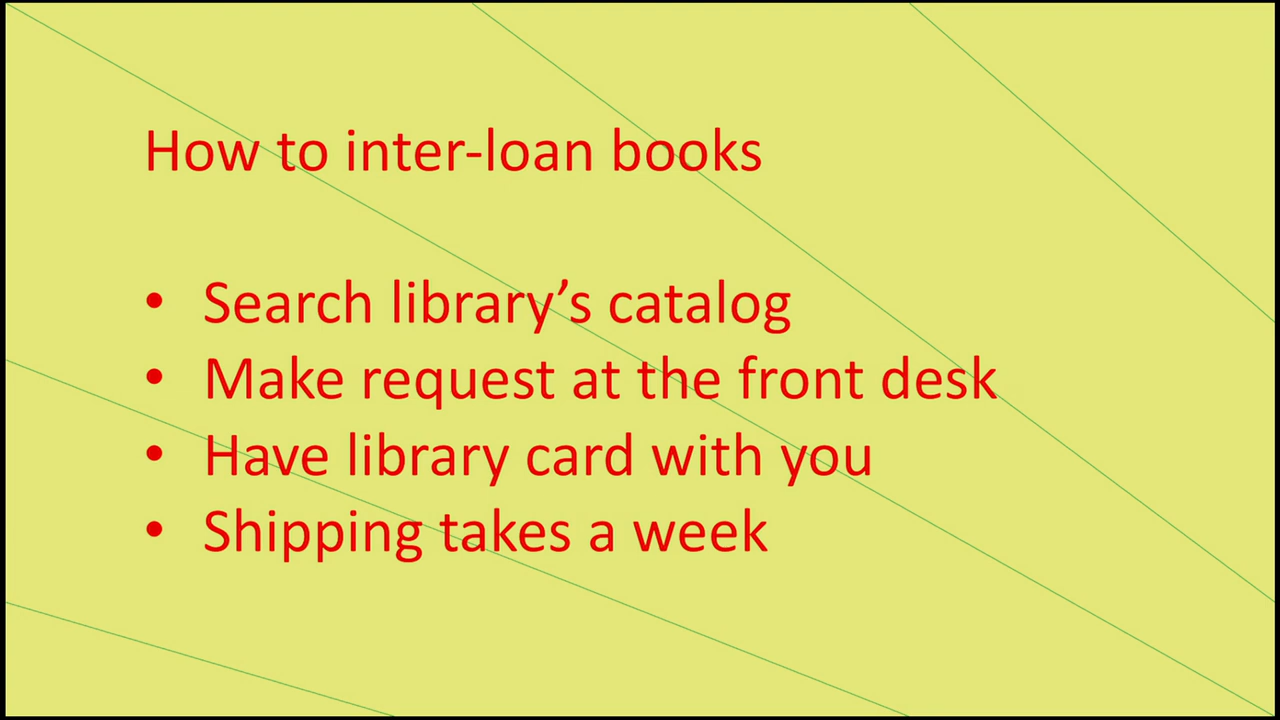 How to inter-loan books
• Search library’s catalog
• Make request at the front desk
• Have library card with you
• Shipping takes a week